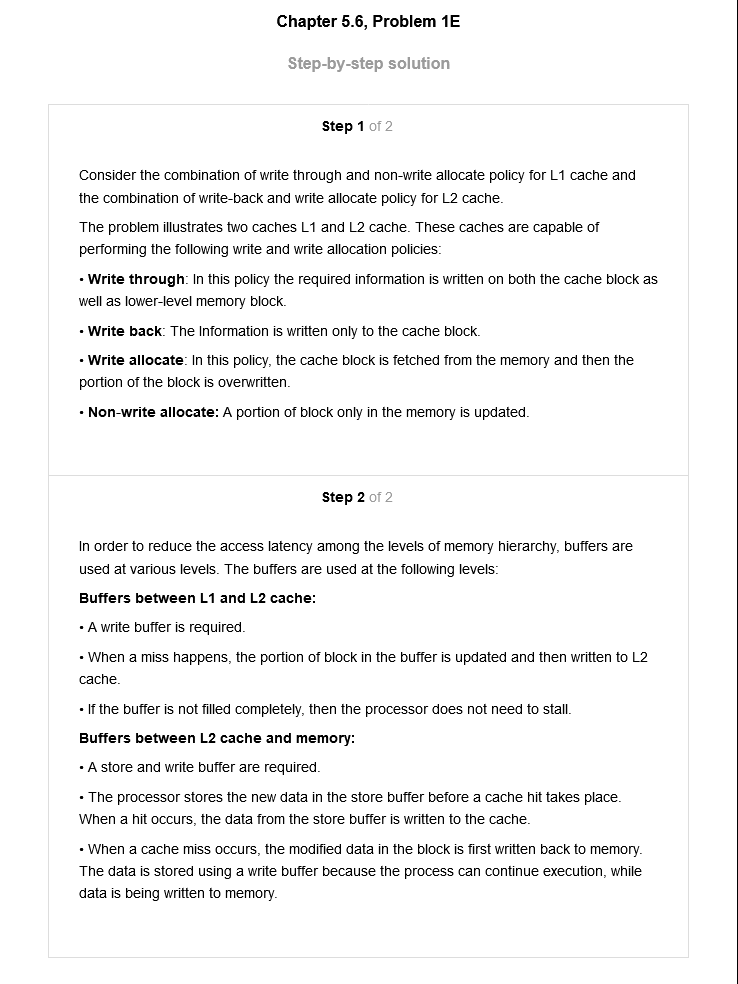 Chapter 5.6, Problem 1E
Step-by-step solution
Step 1 of 2
Consider the combination of write through and non-write allocate policy for L1 cache and
the combination of write-back and write allocate policy for L2 cache.
The problem illustrates two caches L1 and L2 cache. These caches are capable of
performing the following write and write allocation policies:
• Write through: In this policy the required information is written on both the cache block as
well as lower-level memory block.
• Write back: The Information is written only to the cache block.
• Write allocate: In this policy, the cache block is fetched from the memory and then the
portion of the block is overwritten.
• Non-write allocate: A portion of block only in the memory is updated.
Step 2 of 2
In order to reduce the access latency among the levels of memory hierarchy, buffers are
used at various levels. The buffers are used at the following levels:
Buffers between L1 and L2 cache:
• A write buffer is required.
• When a miss happens, the portion of block in the buffer is updated and then written to L2
cache.
• If the buffer is not filled completely, then the processor does not need to stall.
Buffers between L2 cache and memory:
• A store and write buffer are required.
• The processor stores the new data in the store buffer before a cache hit takes place.
When a hit occurs, the data from the store buffer is written to the cache.
• When a cache miss occurs, the modified data in the block is first written back to memory.
The data is stored using a write buffer because the process can continue execution, while
data is being written to memory.